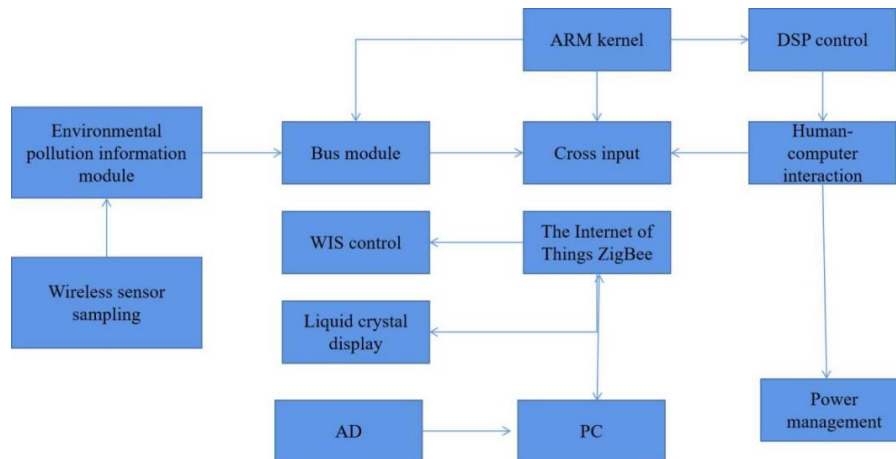 ARM kernel
DSP control
Environmental
pollution information
module
Bus module
Cross input
Human-
computer
interaction
WIS control
The Internet of
Things ZigBee
Wireless sensor
sampling
Liquid crystal
display
Power
management
AD
PC